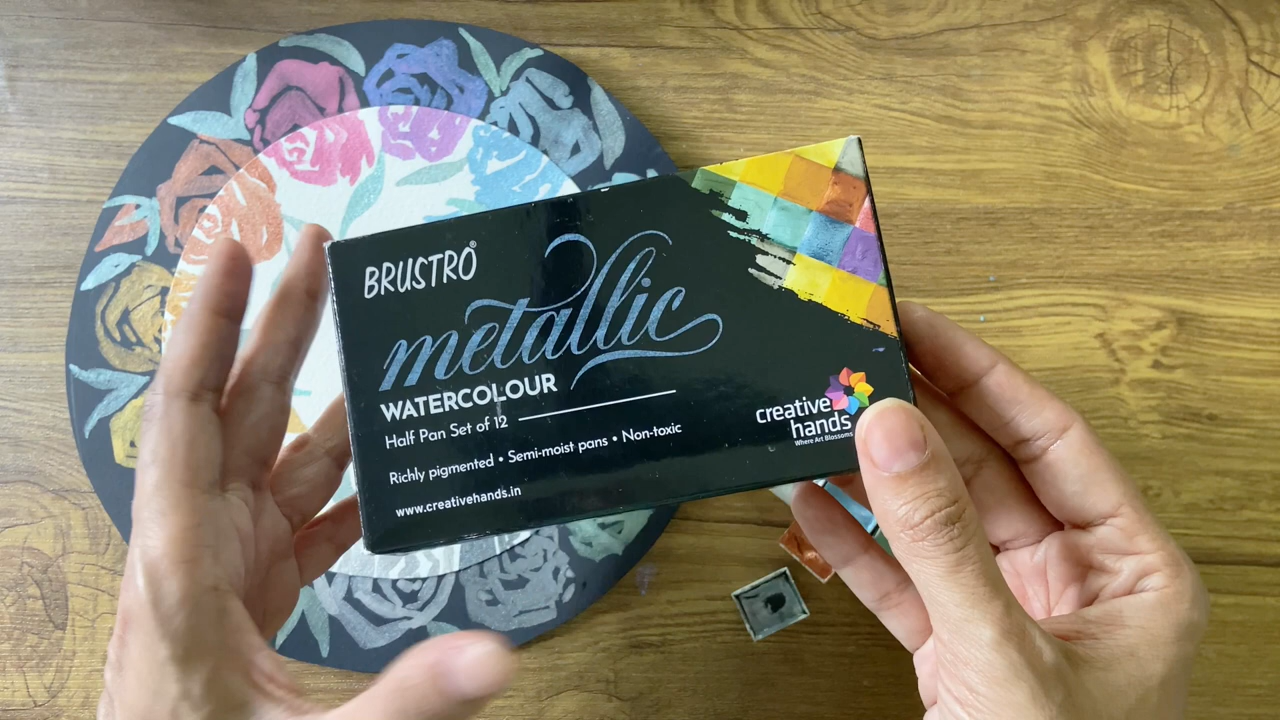 BRUSTRO®
metallic
WATERCOLOUR
Half Pan Set of 12
Richly pigmented • Semi-moist pans • Non-toxic
www.creativehands.in
creative
hands
Where Art Blossoms